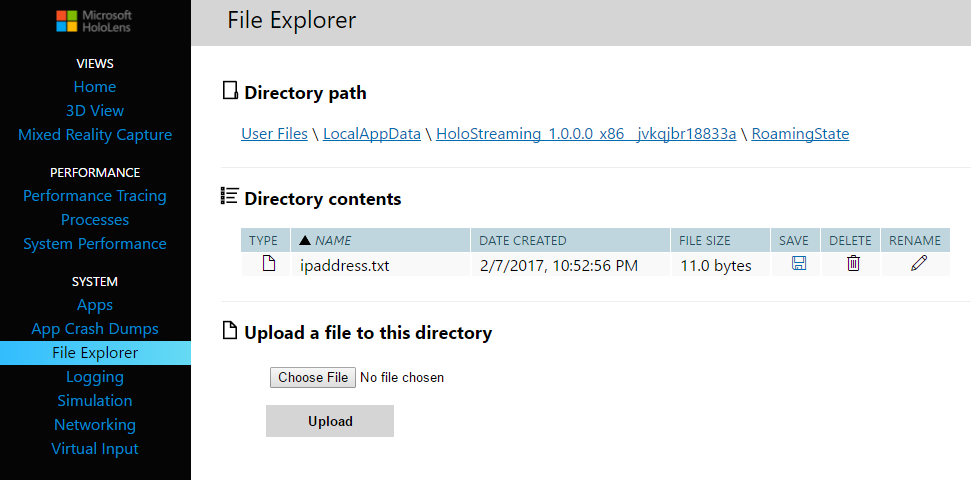 Microsoft
HoloLens
VIEWS
Home
3D View
Mixed Reality Capture
PERFORMANCE
Performance Tracing
Processes
System Performance
SYSTEM
Apps
App Crash Dumps
File Explorer
Logging
Simulation
Networking
Virtual Input
File Explorer
Directory path
User Files \ LocalAppData \ HoloStreaming_1.0.0.0_x86__jvkqjbr18833a \ RoamingState
Directory contents
TYPE NAME DATE CREATED FILE SIZE SAVE DELETE RENAME
ipaddress.txt 2/7/2017, 10:52:56 PM 11.0 bytes
Upload a file to this directory
Choose File No file chosen
Upload